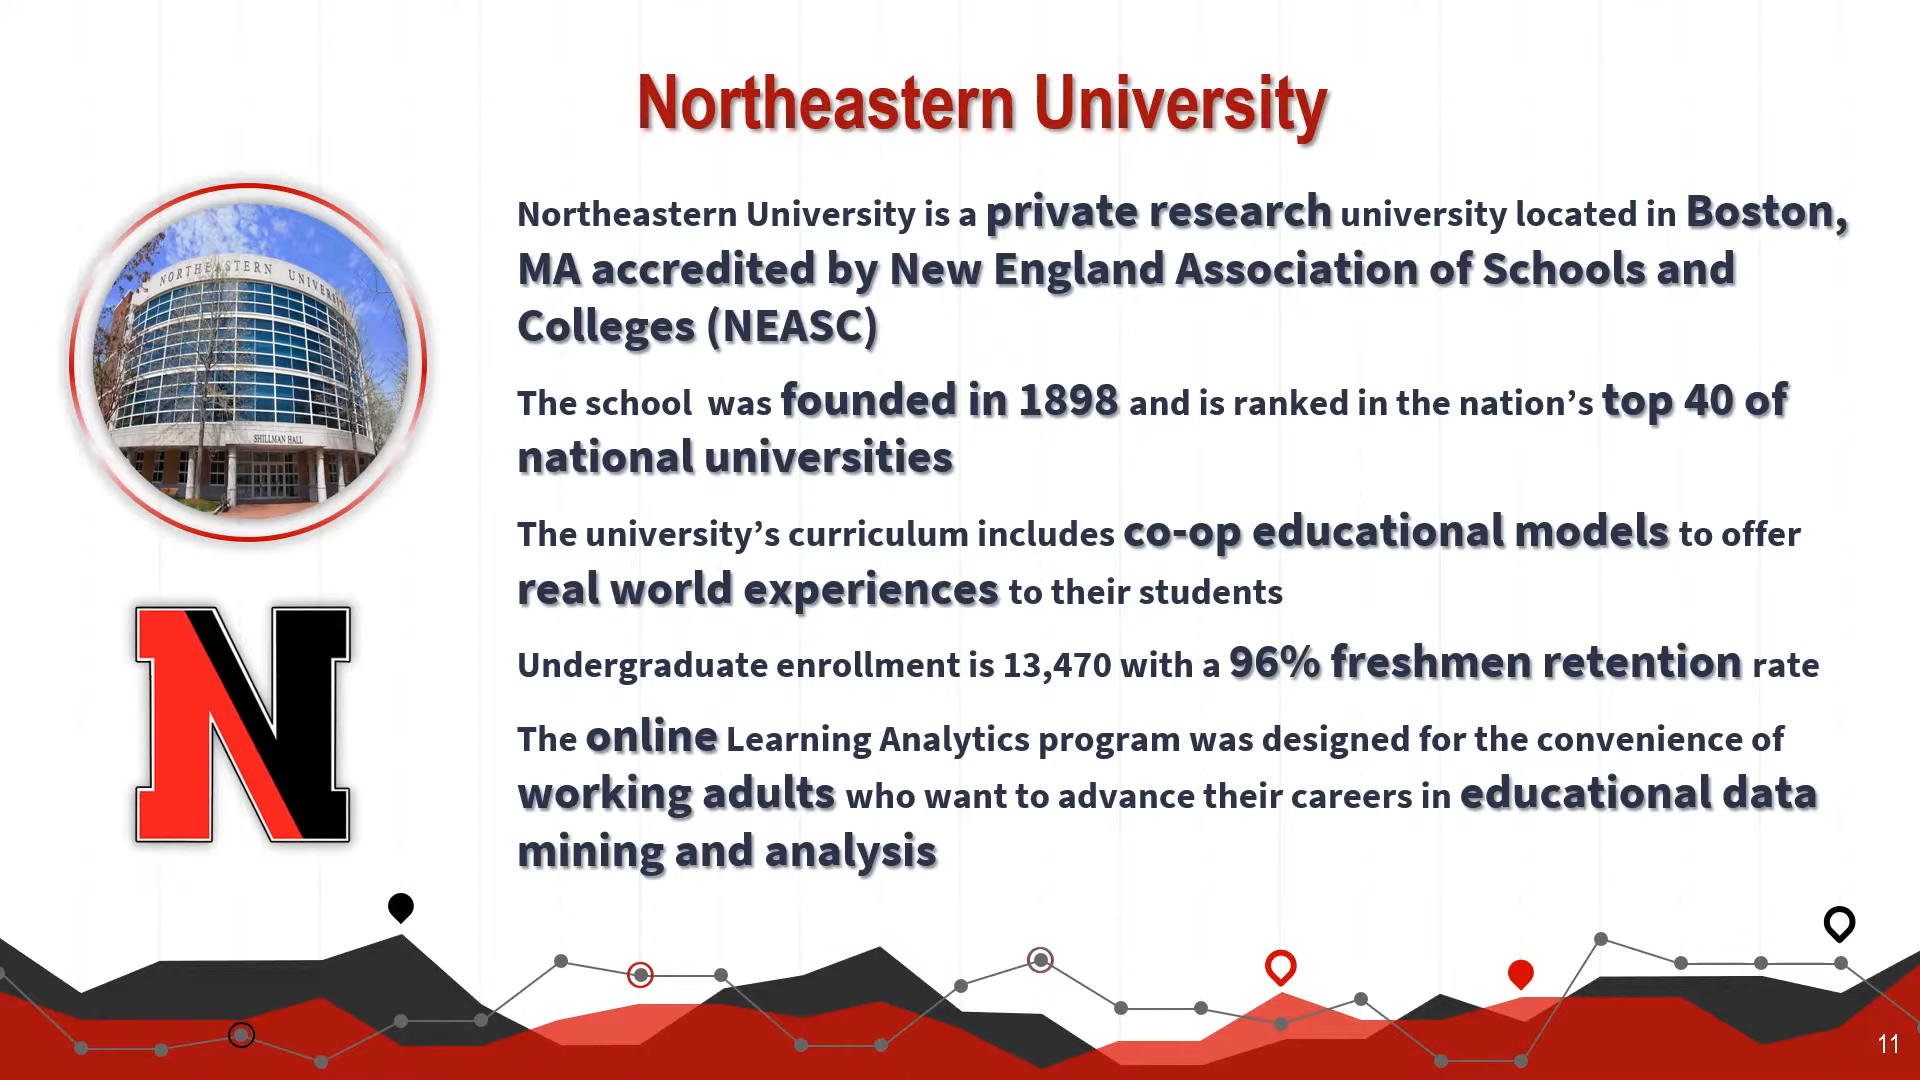 Northeastern University
NORTHEASTERN UNIVERSITY
SHILLMAN HALL
N
Northeastern University is a private research university located in Boston,
MA accredited by New England Association of Schools and
Colleges (NEASC)
The school was founded in 1898 and is ranked in the nation’s top 40 of
national universities
The university’s curriculum includes co-op educational models to offer
real world experiences to their students
Undergraduate enrollment is 13,470 with a 96% freshmen retention rate
The online Learning Analytics program was designed for the convenience of
working adults who want to advance their careers in educational data
mining and analysis
11